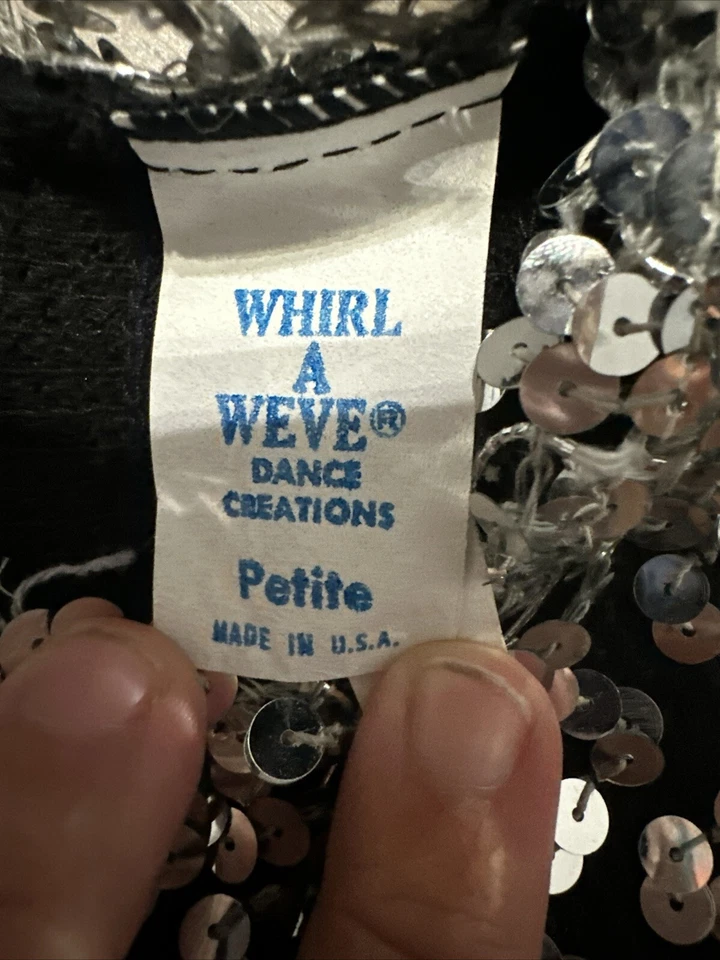 WHIRL
A
WEVE®
DANCE
CREATIONS
Petite
MADE IN U.S.A.